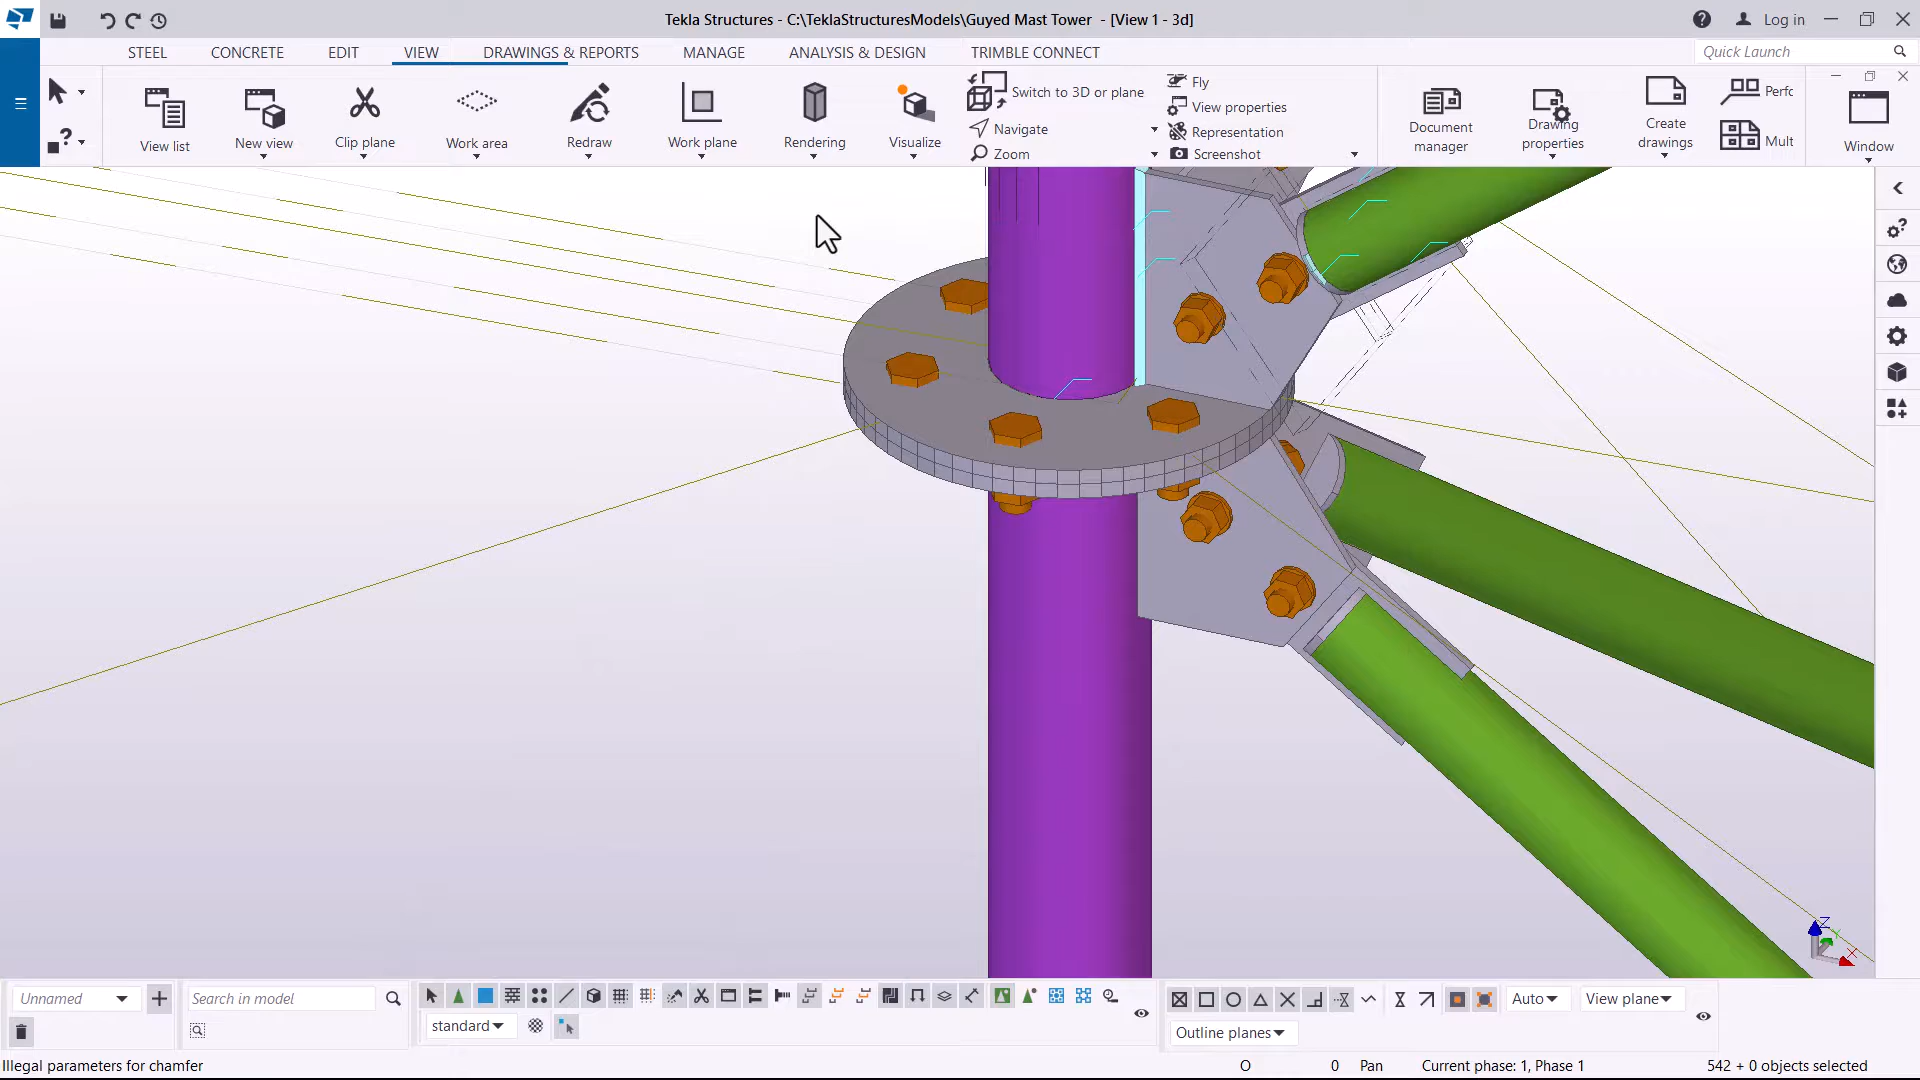 Tekla Structures - C:\TeklaStructuresModels\Guyed Mast Tower - [View 1 - 3d]
Log in
STEEL CONCRETE EDIT VIEW DRAWINGS & REPORTS MANAGE ANALYSIS & DESIGN TRIMBLE CONNECT
Quick Launch
View list
New view
Clip plane
Work area
Redraw
Work plane
Rendering
Visualize
Switch to 3D or plane
Navigate
Zoom
Fly
View properties
Representation
Screenshot
Document
manager
Drawing
properties
Create
drawings
Perfc
Mult
Window
Z
Y
X
Unnamed
Search in model
standard
Auto
View plane
Outline planes
Illegal parameters for chamfer
O 0 Pan Current phase: 1, Phase 1 542 + 0 objects selected